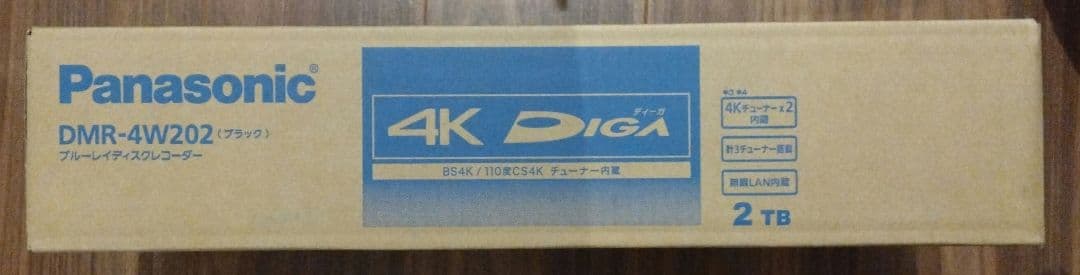 Panasonic®
DMR-4W202（ブラック）
ブルーレイディスクレコーダー
ディーガ
4K DIGA
BS4K / 110度CS4K チューナー内蔵
※3 ※4
4Kチューナー×2
内蔵
計3チューナー搭載
無線LAN内蔵
2 TB